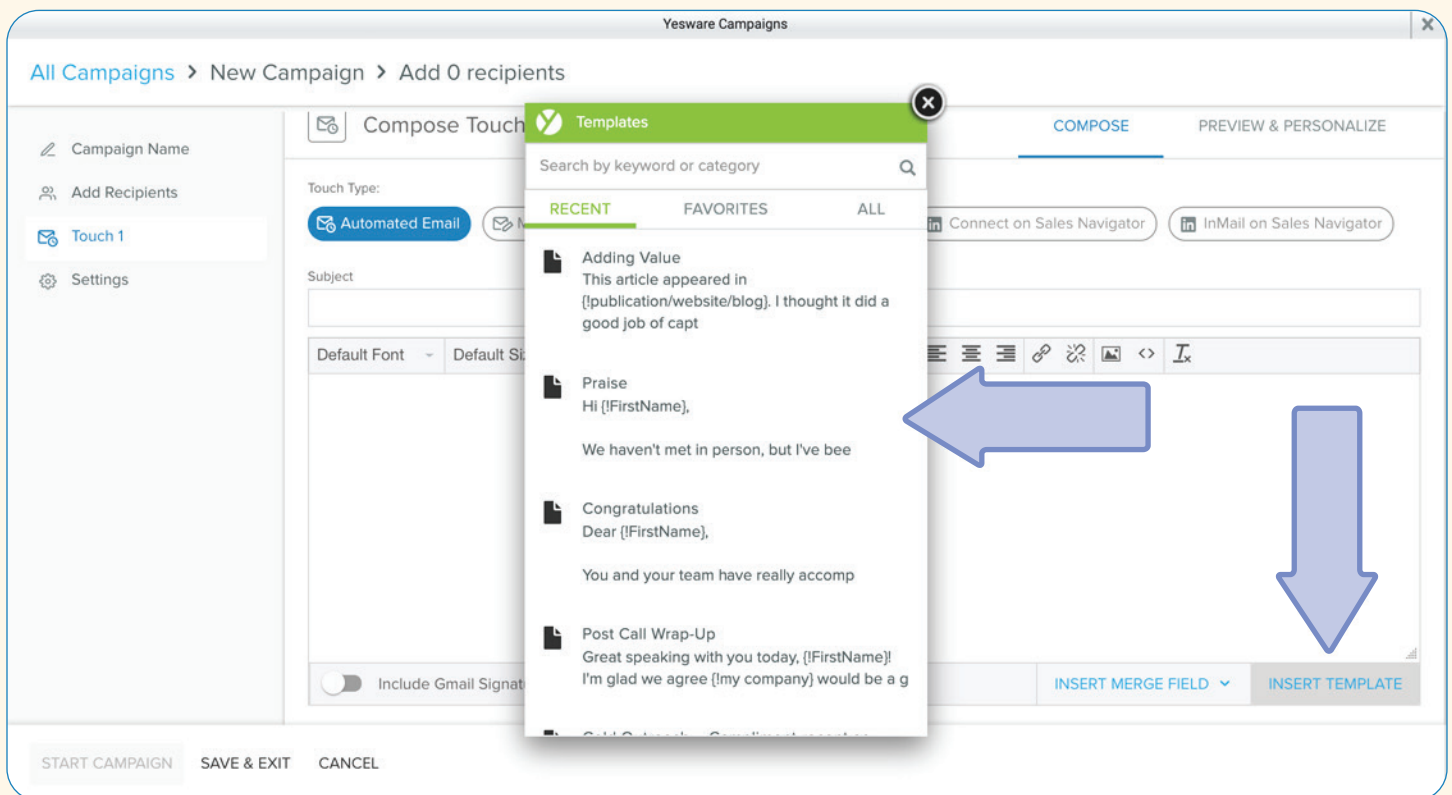 Yesware Campaigns
All Campaigns > New Campaign > Add 0 recipients
Campaign Name
Add Recipients
Touch 1
Settings
Compose Touch
COMPOSE
PREVIEW & PERSONALIZE
Touch Type:
Automated Email
Connect on Sales Navigator
InMail on Sales Navigator
Subject
Default Font
Default Si
Templates
Search by keyword or category
RECENT
FAVORITES
ALL
Adding Value
This article appeared in
{!publication/website/blog}. I thought it did a
good job of capt
Praise
Hi {!FirstName},
We haven't met in person, but I've bee
Congratulations
Dear {!FirstName},
You and your team have really accomp
Post Call Wrap-Up
Great speaking with you today, {!FirstName}!
I'm glad we agree {!my company} would be a g
Include Gmail Signat
INSERT MERGE FIELD
INSERT TEMPLATE
START CAMPAIGN
SAVE & EXIT
CANCEL